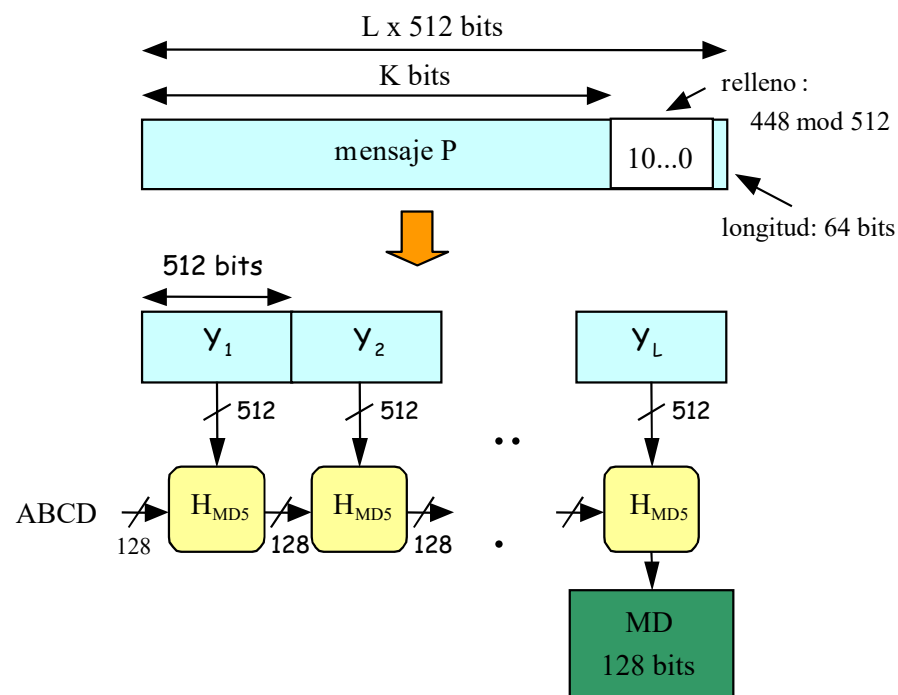 L x 512 bits
K bits
relleno :
448 mod 512
mensaje P
10...0
longitud: 64 bits
512 bits
Y1
Y2
YL
512
512
512
..
ABCD
HMD5
HMD5
HMD5
128
128
128
.
MD
128 bits